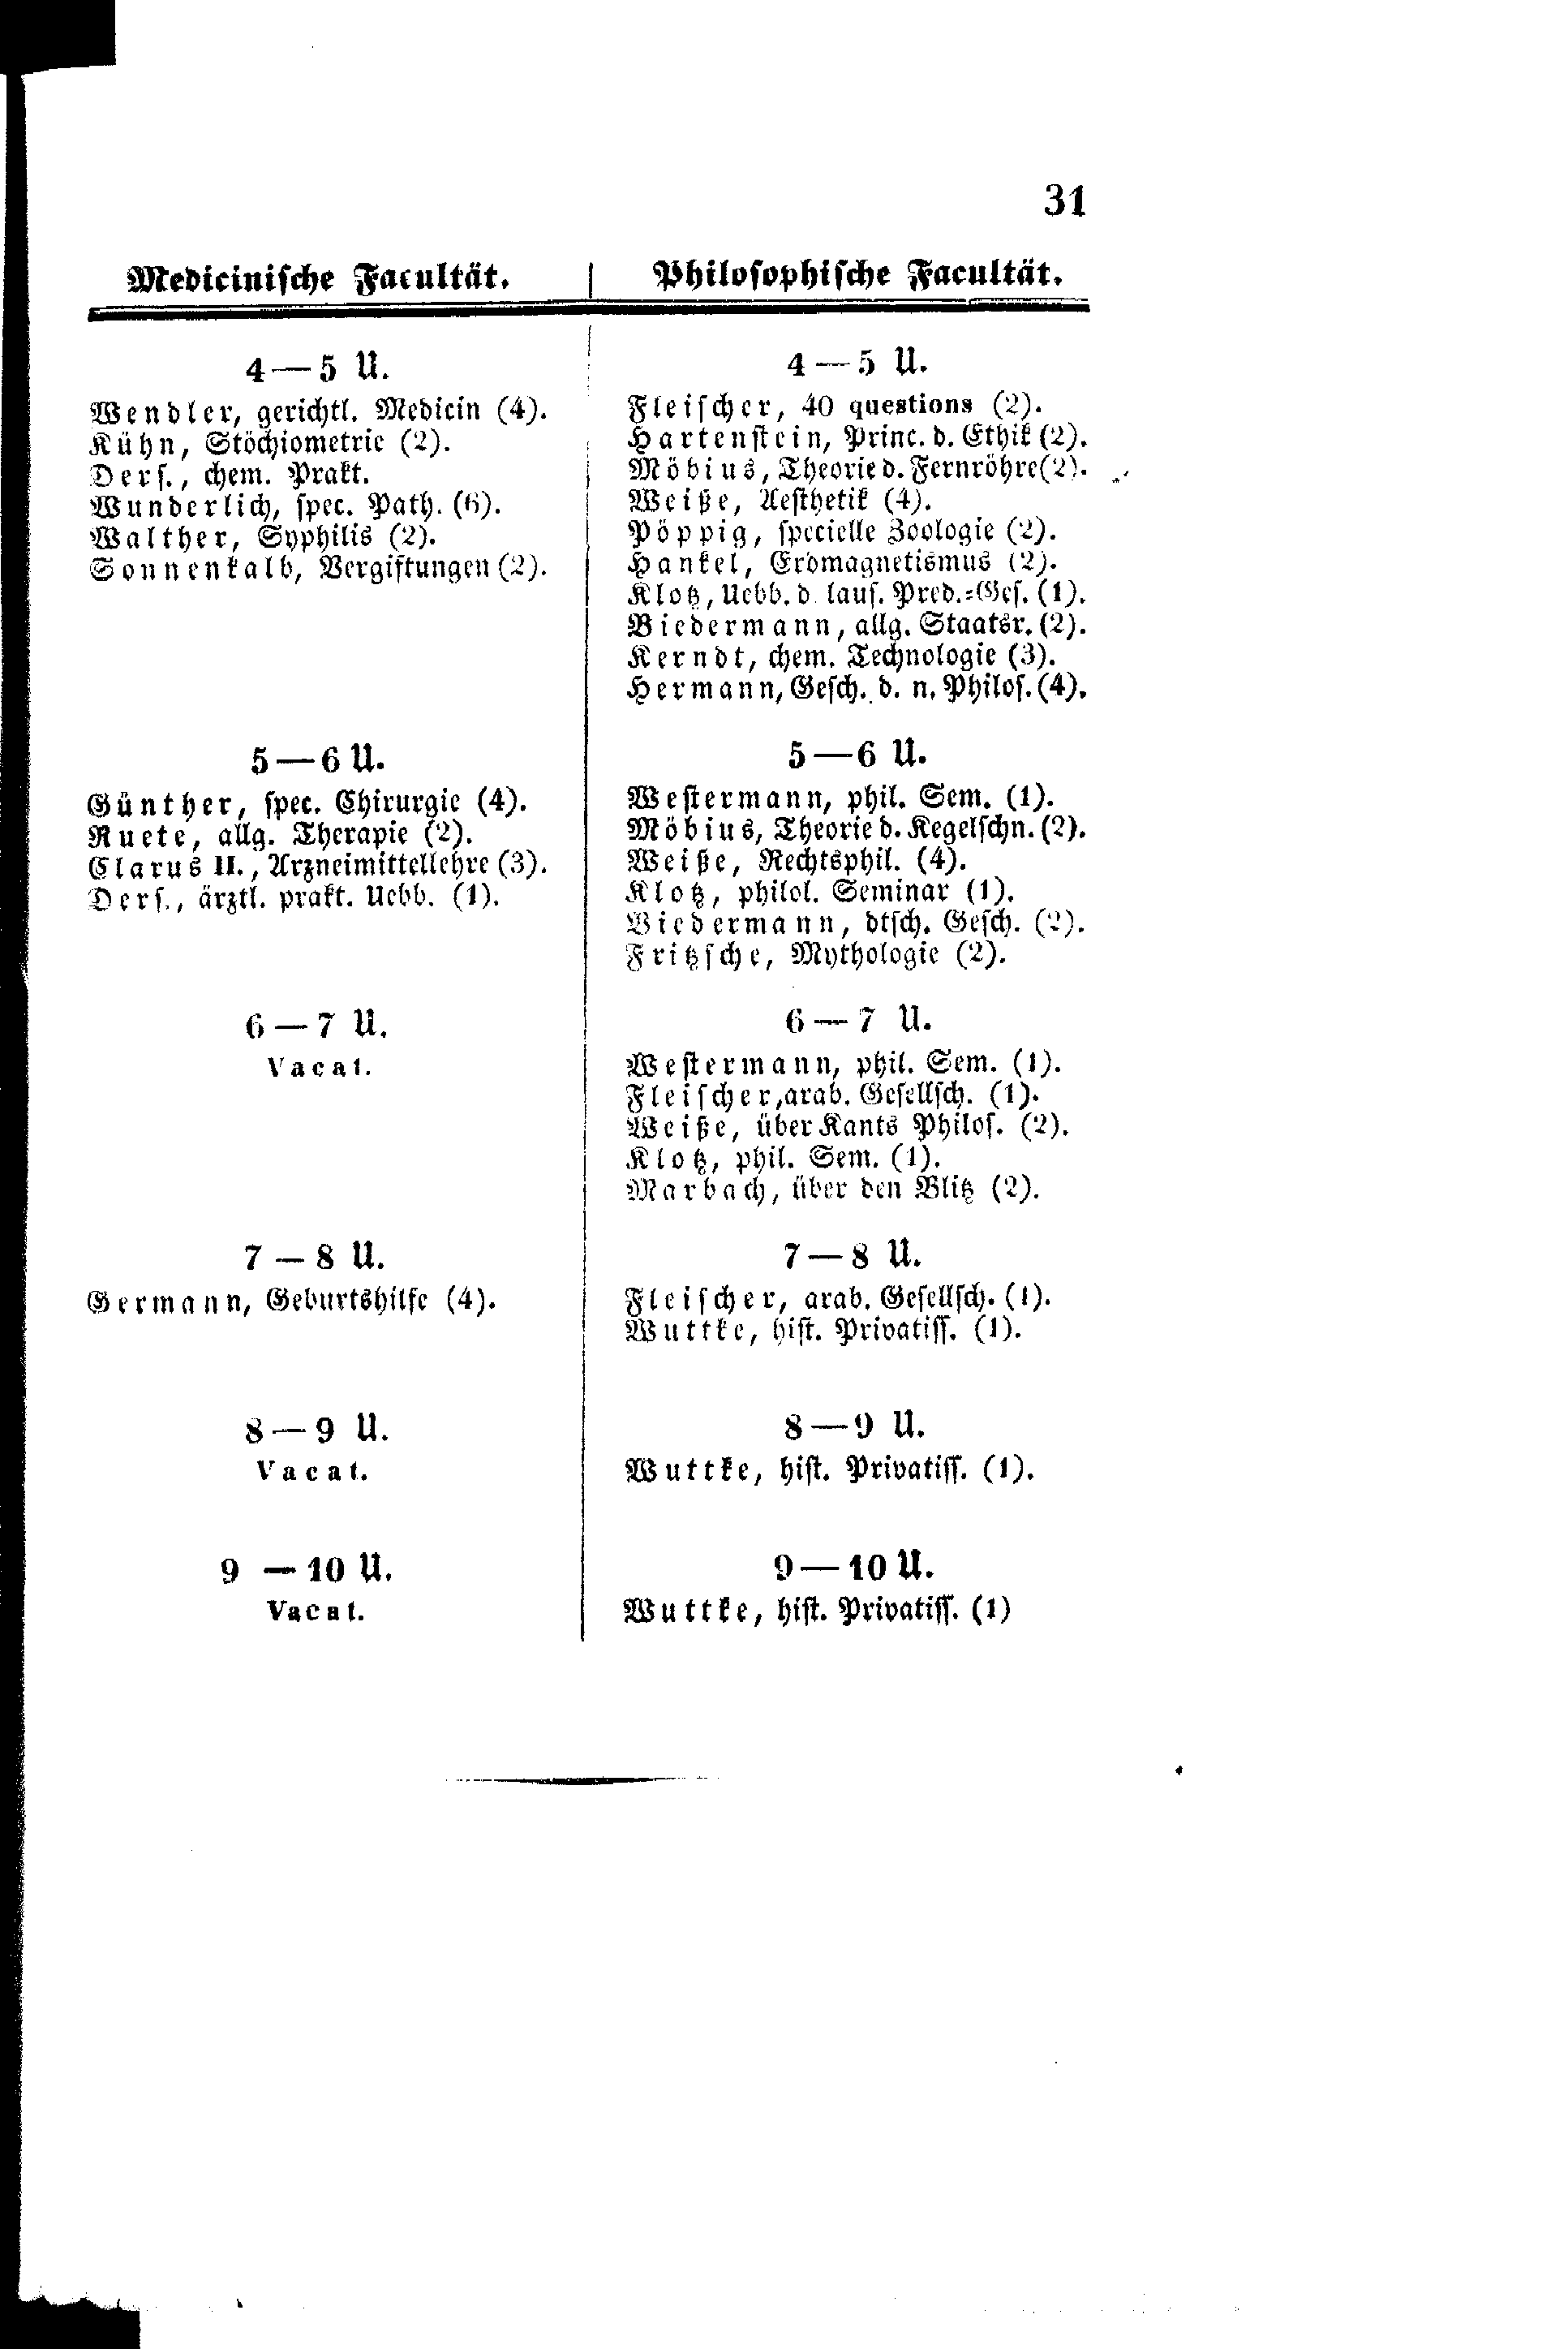 31
Medicinische Facultät.
4—5 U.
Wendler, gerichtl. Medicin (4).
Kühn, Stöchiometrie (2).
Ders., chem. Prakt.
Wunderlich, spec. Path. (6).
Walther, Syphilis (2).
Sonnenkalb, Vergiftungen (2).
5—6 U.
Günther, spec. Chirurgie (4).
Ruete, allg. Therapie (2).
Clarus II., Arzneimittellehre (3).
Ders., ärztl. prakt. Uebb. (1).
6—7 U.
Vacat.
7—8 U.
Germann, Geburtshilfe (4).
8—9 U.
Vacat.
9—10 U.
Vacat.
Philosophische Facultät.
4—5 U.
Fleischer, 40 questions (2).
Hartenstein, Princ. d. Ethik (2).
Möbius, Theorie d. Fernröhre (2).
Weiße, Aesthetik (4).
Pöppig, specielle Zoologie (2).
Hankel, Erdmagnetismus (2).
Klotz, Uebb. d. laus. Pred.=Ges. (1).
Biedermann, allg. Staatsr. (2).
Kerndt, chem. Technologie (3).
Hermann, Gesch. d. n. Philos. (4).
5—6 U.
Westermann, phil. Sem. (1).
Möbius, Theorie d. Kegelschn. (2).
Weiße, Rechtsphil. (4).
Klotz, philol. Seminar (1).
Biedermann, dtsch. Gesch. (2).
Fritzsche, Mythologie (2).
6—7 U.
Westermann, phil. Sem. (1).
Fleischer, arab. Gesellsch. (1).
Weiße, über Kants Philos. (2).
Klotz, phil. Sem. (1).
Marbach, über den Blitz (2).
7—8 U.
Fleischer, arab. Gesellsch. (1).
Wuttke, hist. Privatiss. (1).
8—9 U.
Wuttke, hist. Privatiss. (1).
9—10 U.
Wuttke, hist. Privatiss. (1)